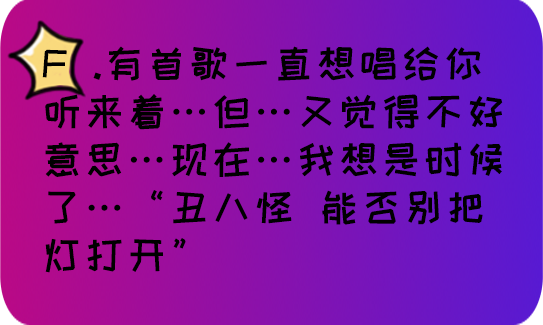 F .有首歌一直想唱给你
听来着…但…又觉得不好
意思…现在…我想是时候
了…“丑八怪 能否别把
灯打开”